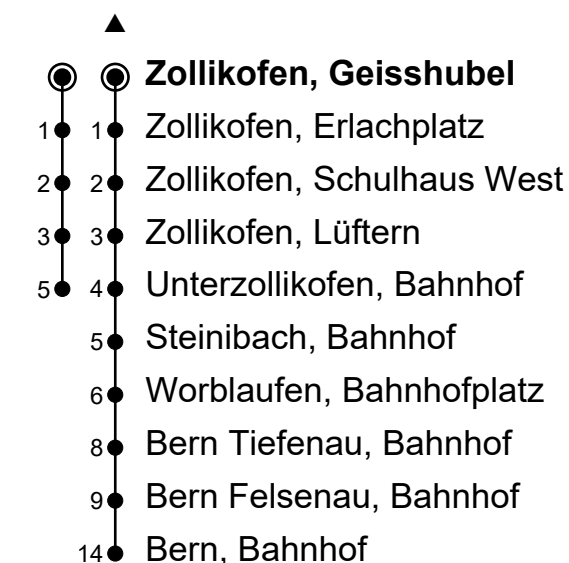 Zollikofen, Geisshubel
1 1 Zollikofen, Erlachplatz
2 2 Zollikofen, Schulhaus West
3 3 Zollikofen, Lüftern
5 4 Unterzollikofen, Bahnhof
5 Steinibach, Bahnhof
6 Worblaufen, Bahnhofplatz
8 Bern Tiefenau, Bahnhof
9 Bern Felsenau, Bahnhof
14 Bern, Bahnhof